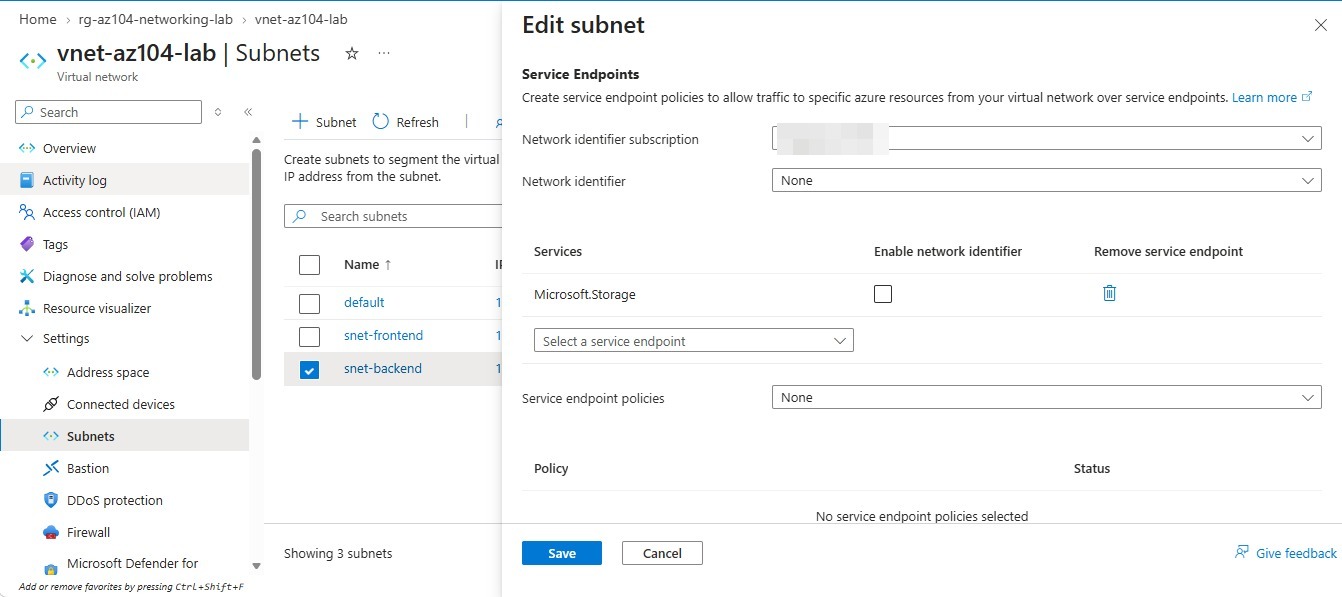 Home > rg-az104-networking-lab > vnet-az104-lab
vnet-az104-lab | Subnets
Virtual network
Search
Overview
Activity log
Access control (IAM)
Tags
Diagnose and solve problems
Resource visualizer
Settings
Address space
Connected devices
Subnets
Bastion
DDoS protection
Firewall
Microsoft Defender for
Add or remove favorites by pressing Ctrl+Shift+F
Subnet Refresh
Create subnets to segment the virtual
IP address from the subnet.
Search subnets
Name ↑
default 1
snet-frontend 1
snet-backend 1
Showing 3 subnets
Edit subnet
Service Endpoints
Create service endpoint policies to allow traffic to specific azure resources from your virtual network over service endpoints. Learn more
Network identifier subscription
Network identifier None
Services Enable network identifier Remove service endpoint
Microsoft.Storage
Select a service endpoint
Service endpoint policies None
Policy Status
No service endpoint policies selected
Save Cancel Give feedback